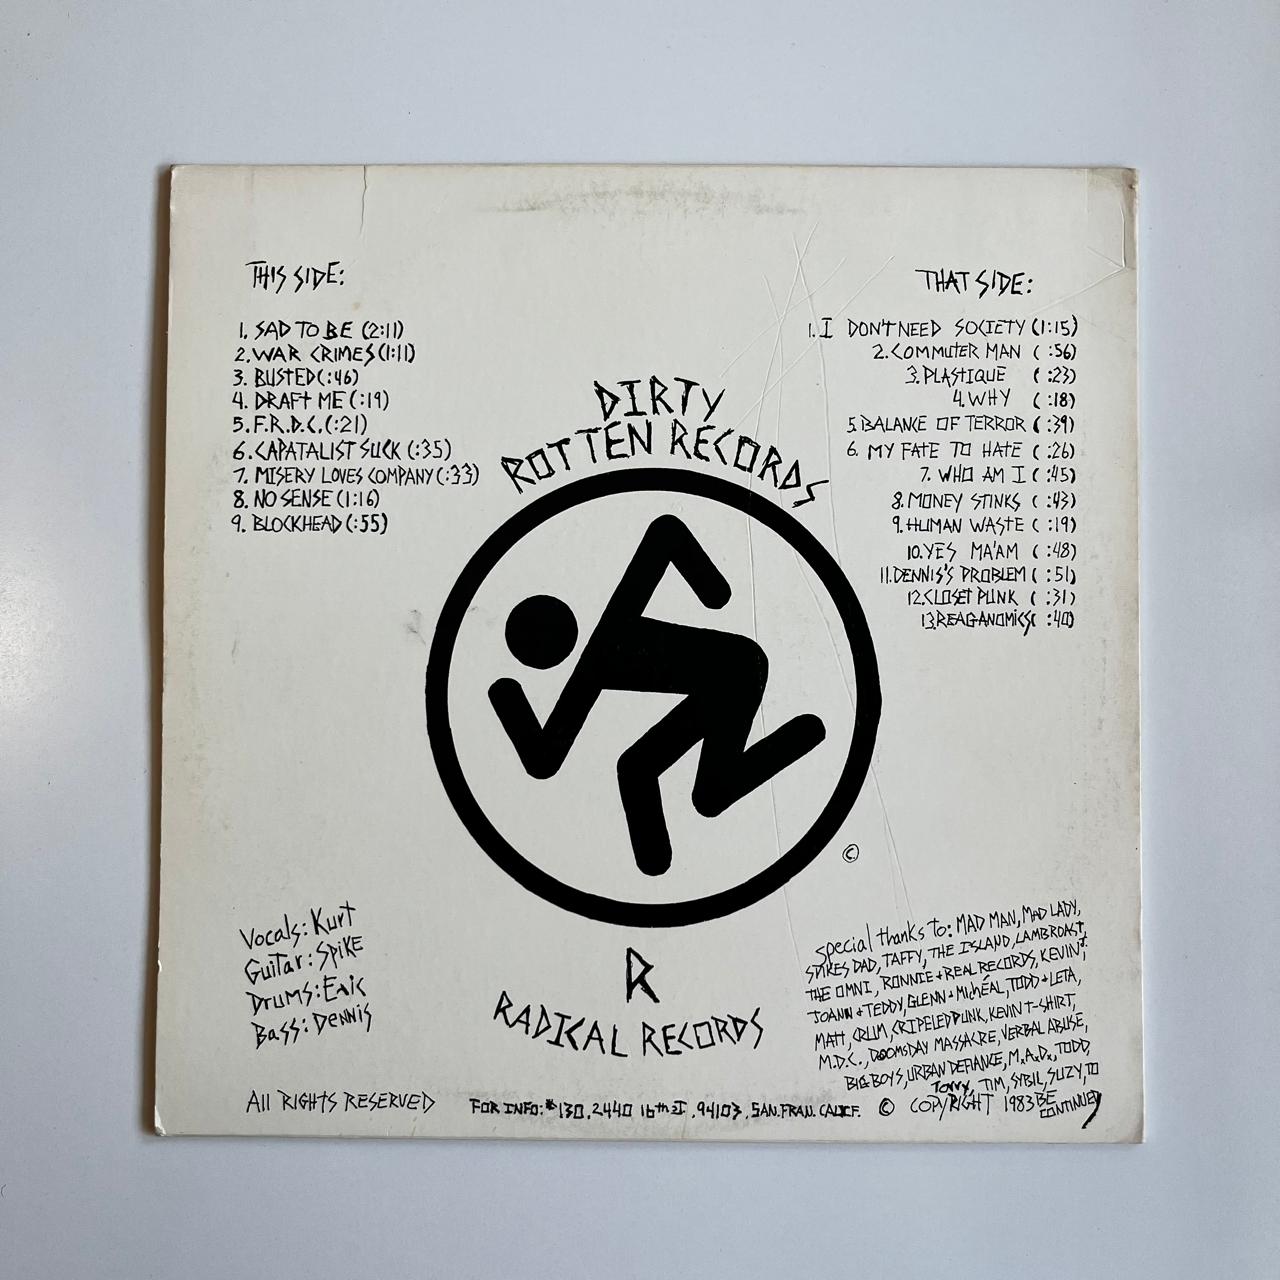 THIS SIDE:
1. SAD TO BE (2:11)
2. WAR CRIMES (1:11)
3. BUSTED (:46)
4. DRAFT ME (:19)
5. F.R.D.C. (:21)
6. CAPATALIST SUCK (:35)
7. MISERY LOVES COMPANY (:33)
8. NO SENSE (1:16)
9. BLOCKHEAD (:55)
THAT SIDE:
1. I DON'T NEED SOCIETY (1:15)
2. COMMUTER MAN ( :56)
3. PLASTIQUE ( :23)
4. WHY ( :18)
5. BALANCE OF TERROR ( :39)
6. MY FATE TO HATE ( :26)
7. WHO AM I ( :45)
8. MONEY STINKS ( :43)
9. HUMAN WASTE ( :19)
10. YES MA'AM ( :48)
11. DENNIS'S PROBLEM ( :51)
12. CLOSET PUNK ( :31)
13. REAGANOMICS ( :40)
DIRTY
ROTTEN RECORDS
©
R
RADICAL RECORDS
Vocals: Kurt
Guitar: SPIKE
Drums: Eric
Bass: Dennis
special thanks to: MAD MAN, MAD LADY,
SPIKES DAD, TAFFY, THE ISLAND, LAMBROAST,
THE OMNI, RONNIE + REAL RECORDS, KEVIN,
JOANN + TEDDY, GLENN + MICHÉAL, TODD + LETA,
MATT, CRUM, CRIPELED PUNK, KEVIN T-SHIRT,
M.D.C., DOOMSDAY MASSACRE, VERBAL ABUSE,
BIG BOYS, URBAN DEFIANCE, M.A.D., TODD,
TONY, TIM, SYBIL, SUZY, TO
BE
CONTINUED
All RIGHTS RESERVED
FOR INFO: #130, 2440 16th ST. 94103, SAN. FRAN. CALIF.
© COPYRIGHT 1983